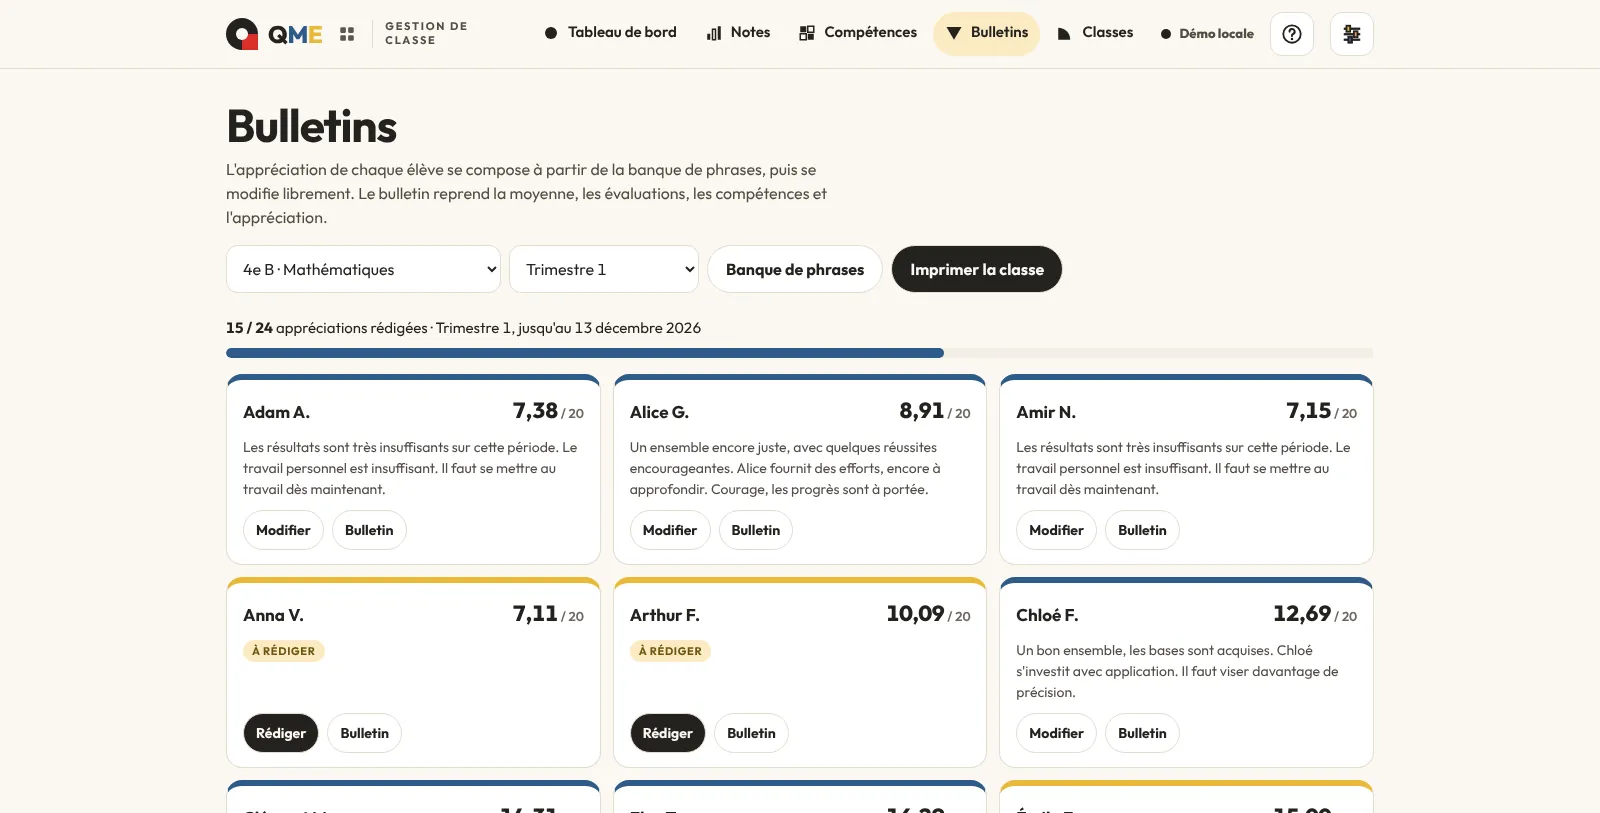 QME
GESTION DE
CLASSE
Tableau de bord
Notes
Compétences
Bulletins
Classes
Démo locale
Bulletins
L'appréciation de chaque élève se compose à partir de la banque de phrases, puis se
modifie librement. Le bulletin reprend la moyenne, les évaluations, les compétences et
l'appréciation.
4e B · Mathématiques
Trimestre 1
Banque de phrases
Imprimer la classe
15 / 24 appréciations rédigées · Trimestre 1, jusqu'au 13 décembre 2026
Adam A.
7,38 / 20
Les résultats sont très insuffisants sur cette période. Le
travail personnel est insuffisant. Il faut se mettre au
travail dès maintenant.
Modifier
Bulletin
Alice G.
8,91 / 20
Un ensemble encore juste, avec quelques réussites
encourageantes. Alice fournit des efforts, encore à
approfondir. Courage, les progrès sont à portée.
Modifier
Bulletin
Amir N.
7,15 / 20
Les résultats sont très insuffisants sur cette période. Le
travail personnel est insuffisant. Il faut se mettre au
travail dès maintenant.
Modifier
Bulletin
Anna V.
7,11 / 20
À RÉDIGER
Rédiger
Bulletin
Arthur F.
10,09 / 20
À RÉDIGER
Rédiger
Bulletin
Chloé F.
12,69 / 20
Un bon ensemble, les bases sont acquises. Chloé
s'investit avec application. Il faut viser davantage de
précision.
Modifier
Bulletin